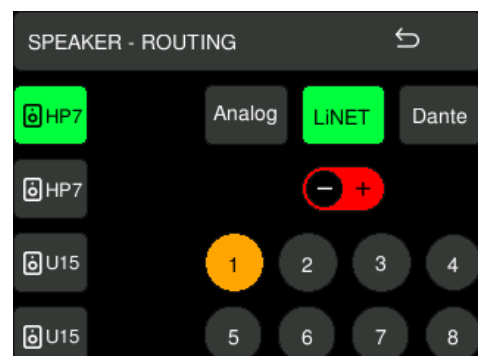 SPEAKER - ROUTING
HP7 Analog LiNET Dante
HP7 - +
U15 1 2 3 4
U15 5 6 7 8